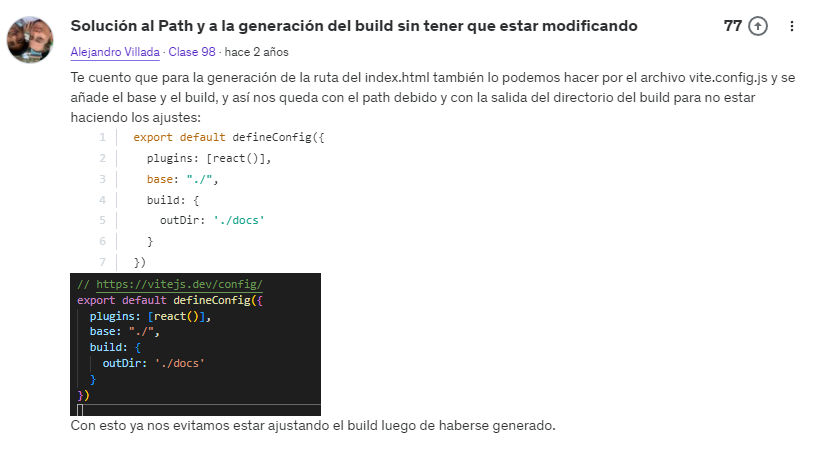 Solución al Path y a la generación del build sin tener que estar modificando
77
Alejandro Villada · Clase 98 · hace 2 años
Te cuento que para la generación de la ruta del index.html también lo podemos hacer por el archivo vite.config.js y se
añade el base y el build, y así nos queda con el path debido y con la salida del directorio del build para no estar
haciendo los ajustes:
1 export default defineConfig({
2 plugins: [react()],
3 base: "./",
4 build: {
5 outDir: './docs'
6 }
7 })
// https://vitejs.dev/config/
export default defineConfig({
plugins: [react()],
base: "./",
build: {
outDir: './docs'
}
})
Con esto ya nos evitamos estar ajustando el build luego de haberse generado.